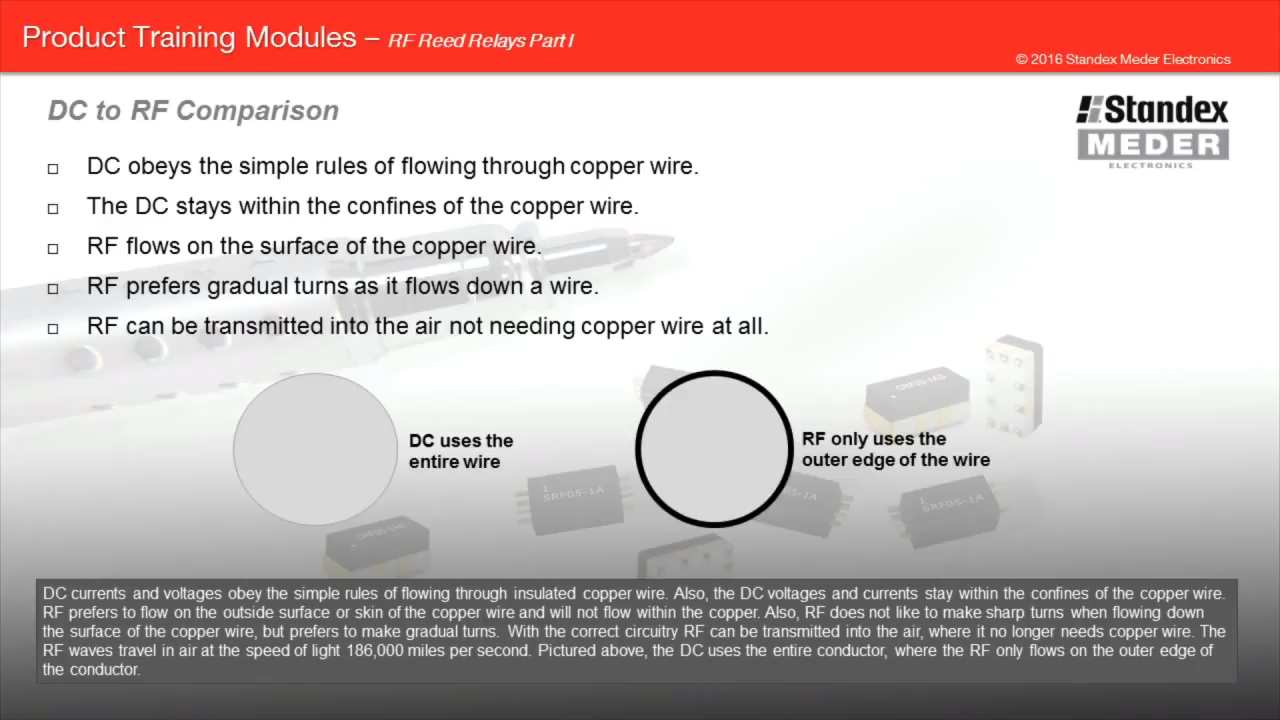 Product Training Modules – RF Reed Relays Part I
© 2016 Standex Meder Electronics
DC to RF Comparison
Standex
MEDER
ELECTRONICS
DC obeys the simple rules of flowing through copper wire.
The DC stays within the confines of the copper wire.
RF flows on the surface of the copper wire.
RF prefers gradual turns as it flows down a wire.
RF can be transmitted into the air not needing copper wire at all.
DC uses the
entire wire
RF only uses the
outer edge of the wire
SRF05-1A
SRF05-1A
DC currents and voltages obey the simple rules of flowing through insulated copper wire. Also, the DC voltages and currents stay within the confines of the copper wire.
RF prefers to flow on the outside surface or skin of the copper wire and will not flow within the copper. Also, RF does not like to make sharp turns when flowing down
the surface of the copper wire, but prefers to make gradual turns. With the correct circuitry RF can be transmitted into the air, where it no longer needs copper wire. The
RF waves travel in air at the speed of light 186,000 miles per second. Pictured above, the DC uses the entire conductor, where the RF only flows on the outer edge of
the conductor.